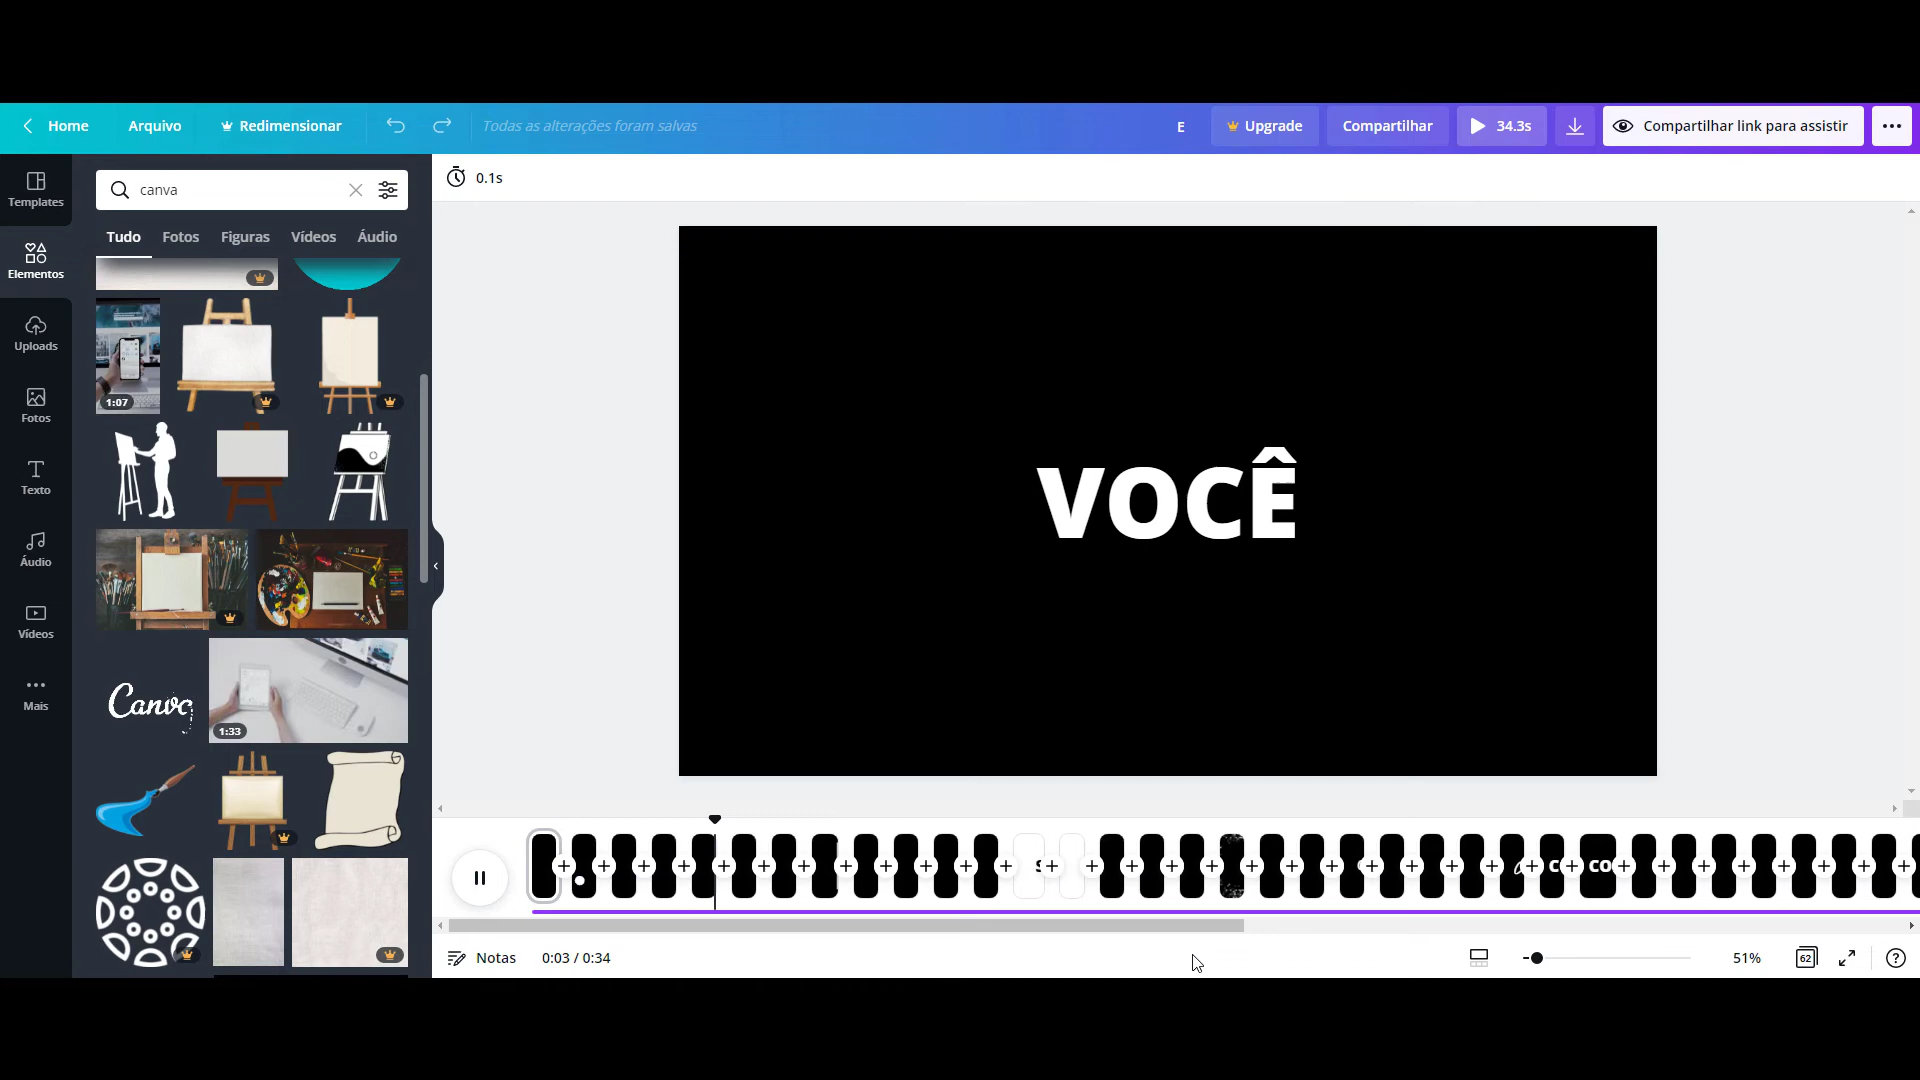 Home
Arquivo
Redimensionar
Todas as alterações foram salvas
E
Upgrade
Compartilhar
34.3s
Compartilhar link para assistir
Templates
Elementos
Uploads
Fotos
Texto
Áudio
Vídeos
Mais
canva
Tudo
Fotos
Figuras
Vídeos
Áudio
1:07
Canva
1:33
0.1s
VOCÊ
CO
Notas
0:03 / 0:34
51%
62
?